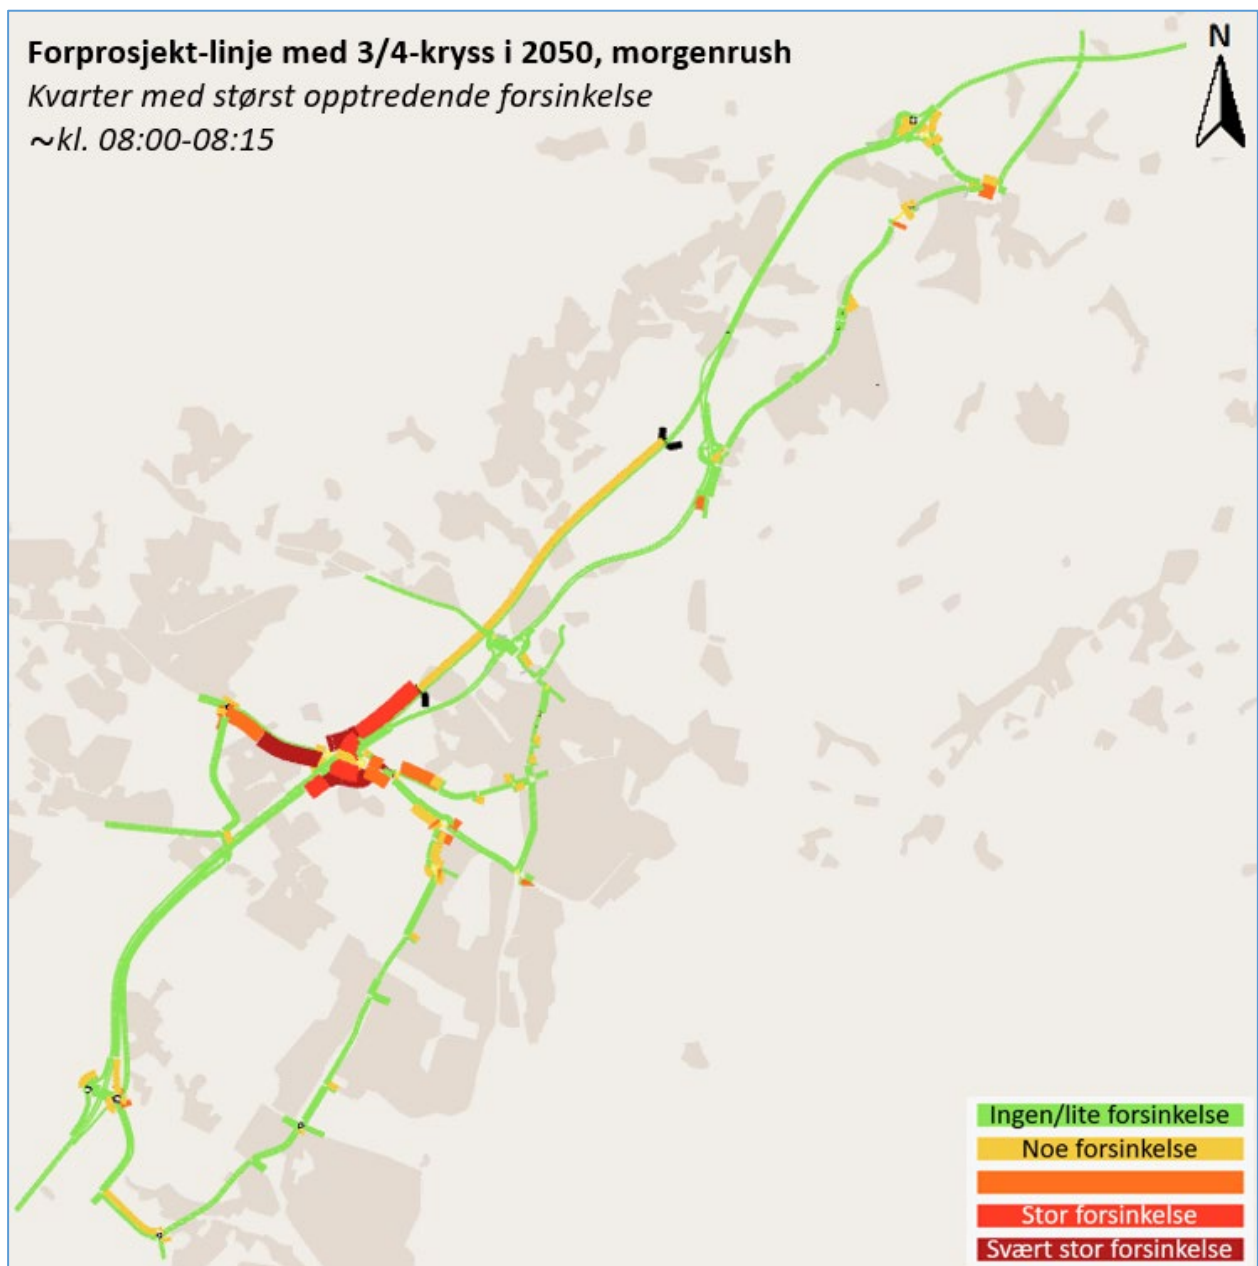 Forprosjekt-linje med 3/4-kryss i 2050, morgenrush
Kvarter med størst opptredende forsinkelse
~kl. 08:00-08:15
N
Ingen/lite forsinkelse
Noe forsinkelse
Stor forsinkelse
Svært stor forsinkelse